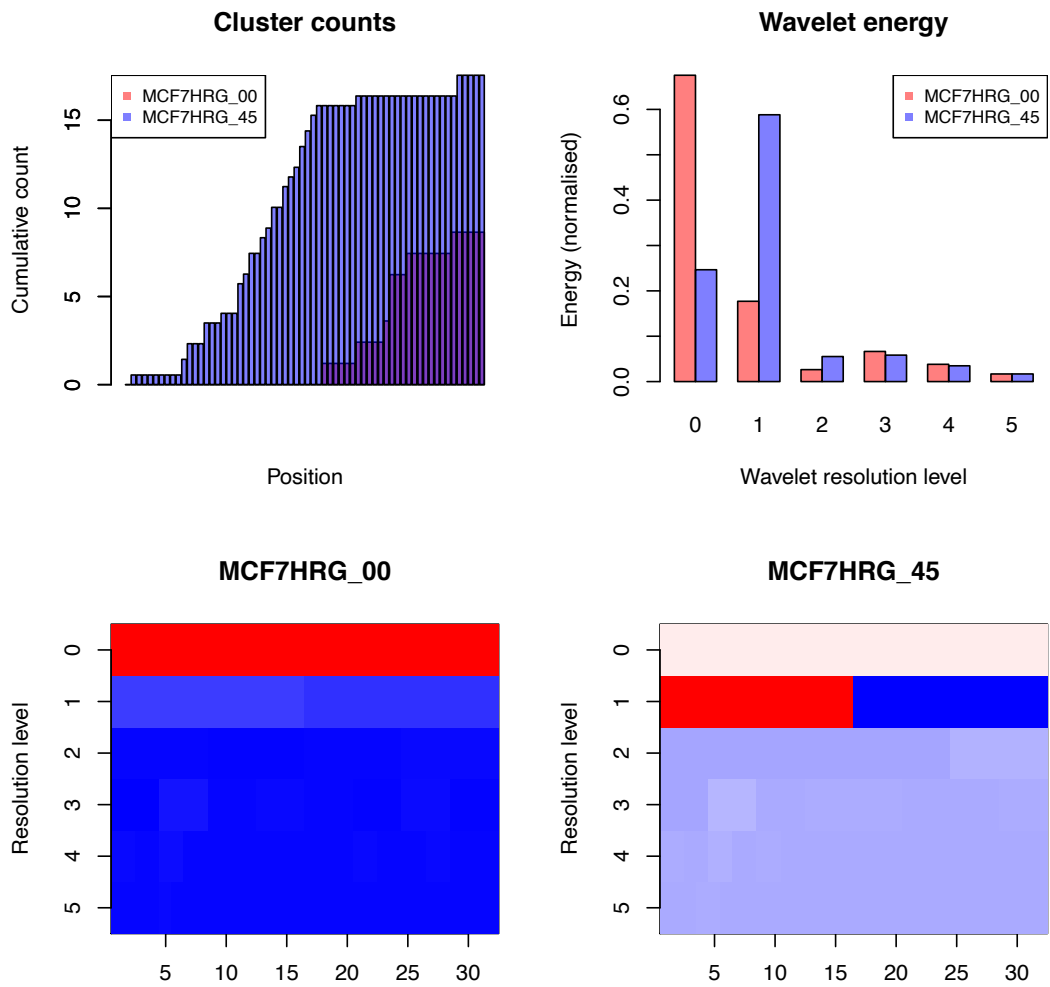 Cluster counts
MCF7HRG_00
MCF7HRG_45
Cumulative count
0
5
10
15
Position
Wavelet energy
MCF7HRG_00
MCF7HRG_45
Energy (normalised)
0.0
0.2
0.4
0.6
0 1 2 3 4 5
Wavelet resolution level
MCF7HRG_00
Resolution level
0
1
2
3
4
5
5 10 15 20 25 30
MCF7HRG_45
Resolution level
0
1
2
3
4
5
5 10 15 20 25 30